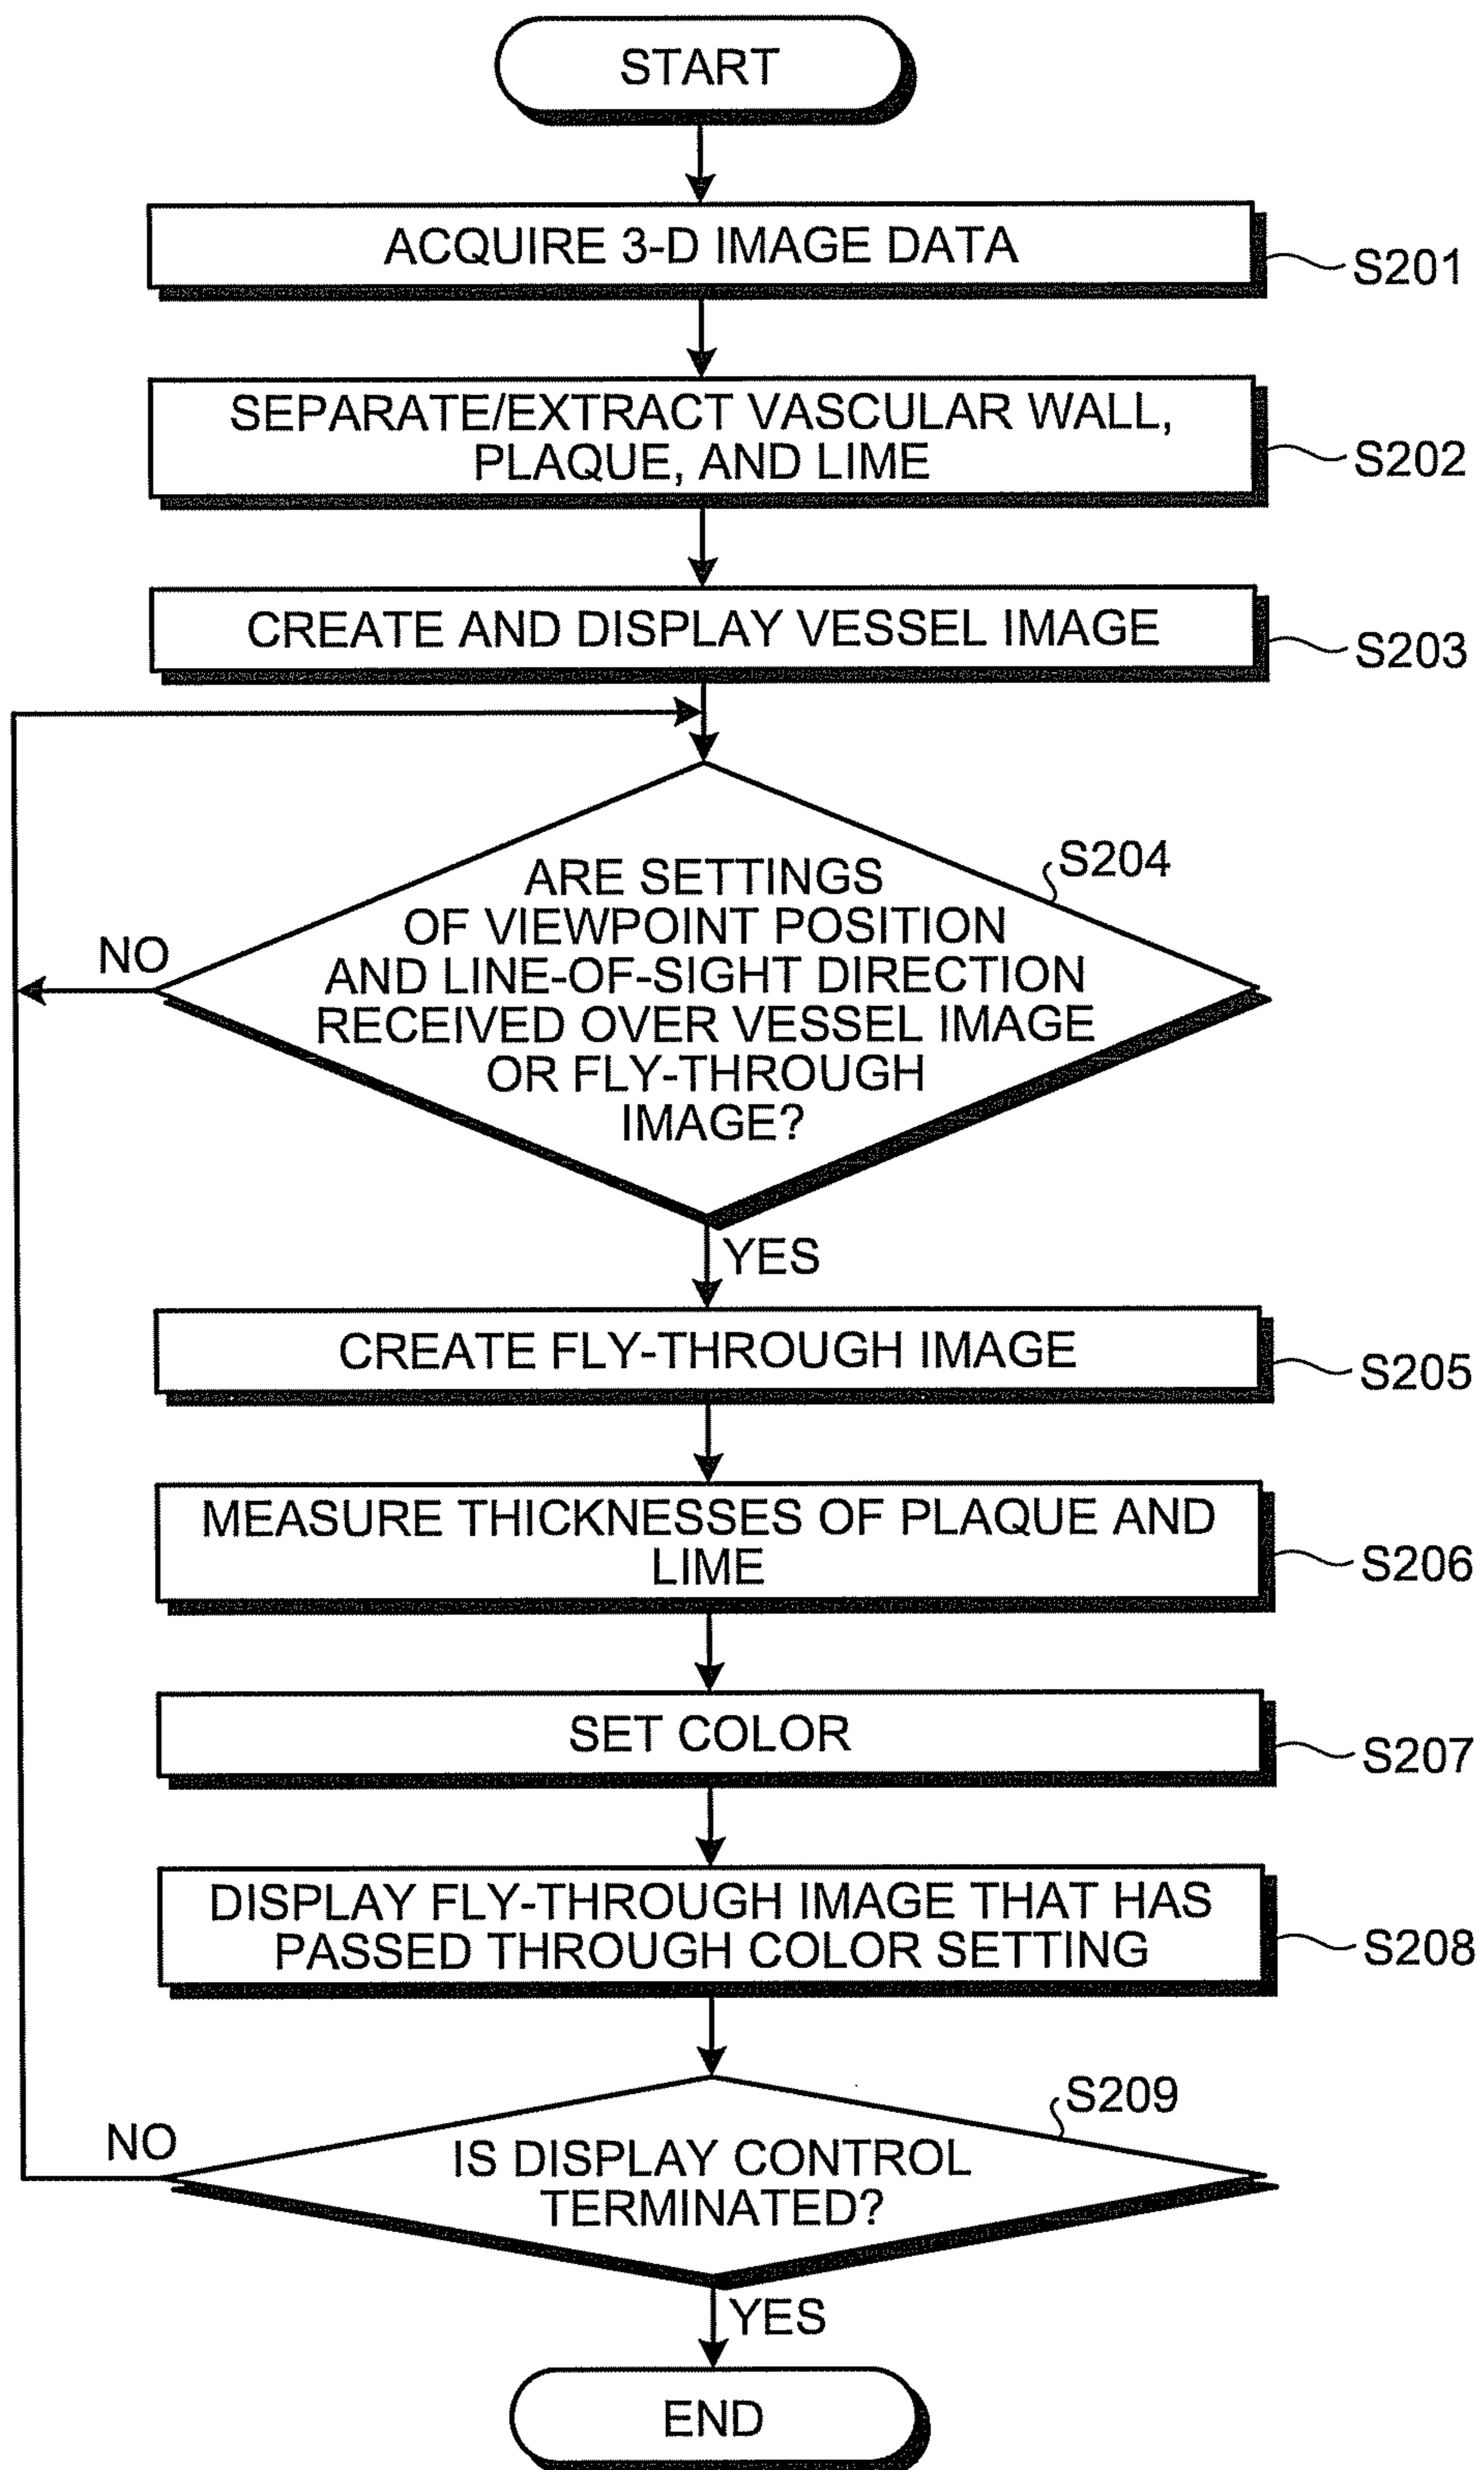 START
ACQUIRE 3-D IMAGE DATA
S201
SEPARATE/EXTRACT VASCULAR WALL,
PLAQUE, AND LIME
S202
CREATE AND DISPLAY VESSEL IMAGE
S203
S204
ARE SETTINGS
OF VIEWPOINT POSITION
AND LINE-OF-SIGHT DIRECTION
RECEIVED OVER VESSEL IMAGE
OR FLY-THROUGH
IMAGE?
NO
YES
CREATE FLY-THROUGH IMAGE
S205
MEASURE THICKNESSES OF PLAQUE AND
LIME
S206
SET COLOR
S207
DISPLAY FLY-THROUGH IMAGE THAT HAS
PASSED THROUGH COLOR SETTING
S208
S209
IS DISPLAY CONTROL
TERMINATED?
NO
YES
END